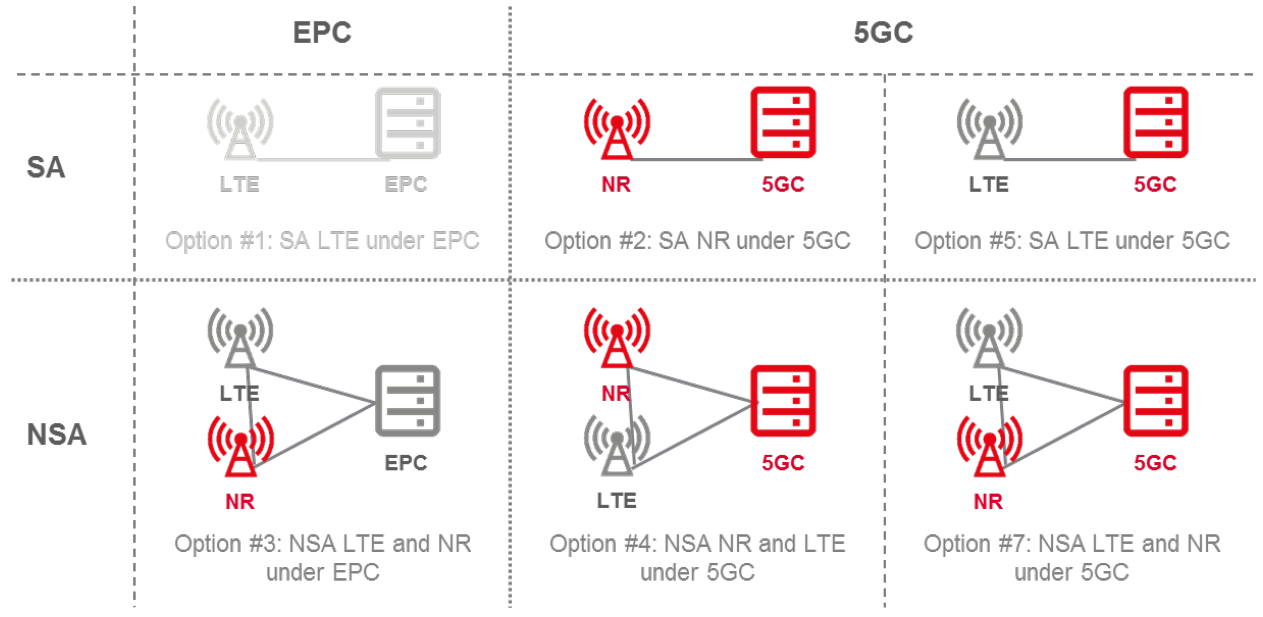 EPC
5GC
SA
LTE
EPC
Option #1: SA LTE under EPC
NR
5GC
Option #2: SA NR under 5GC
LTE
5GC
Option #5: SA LTE under 5GC
NSA
LTE
NR
EPC
Option #3: NSA LTE and NR
under EPC
NR
LTE
5GC
Option #4: NSA NR and LTE
under 5GC
LTE
NR
5GC
Option #7: NSA LTE and NR
under 5GC